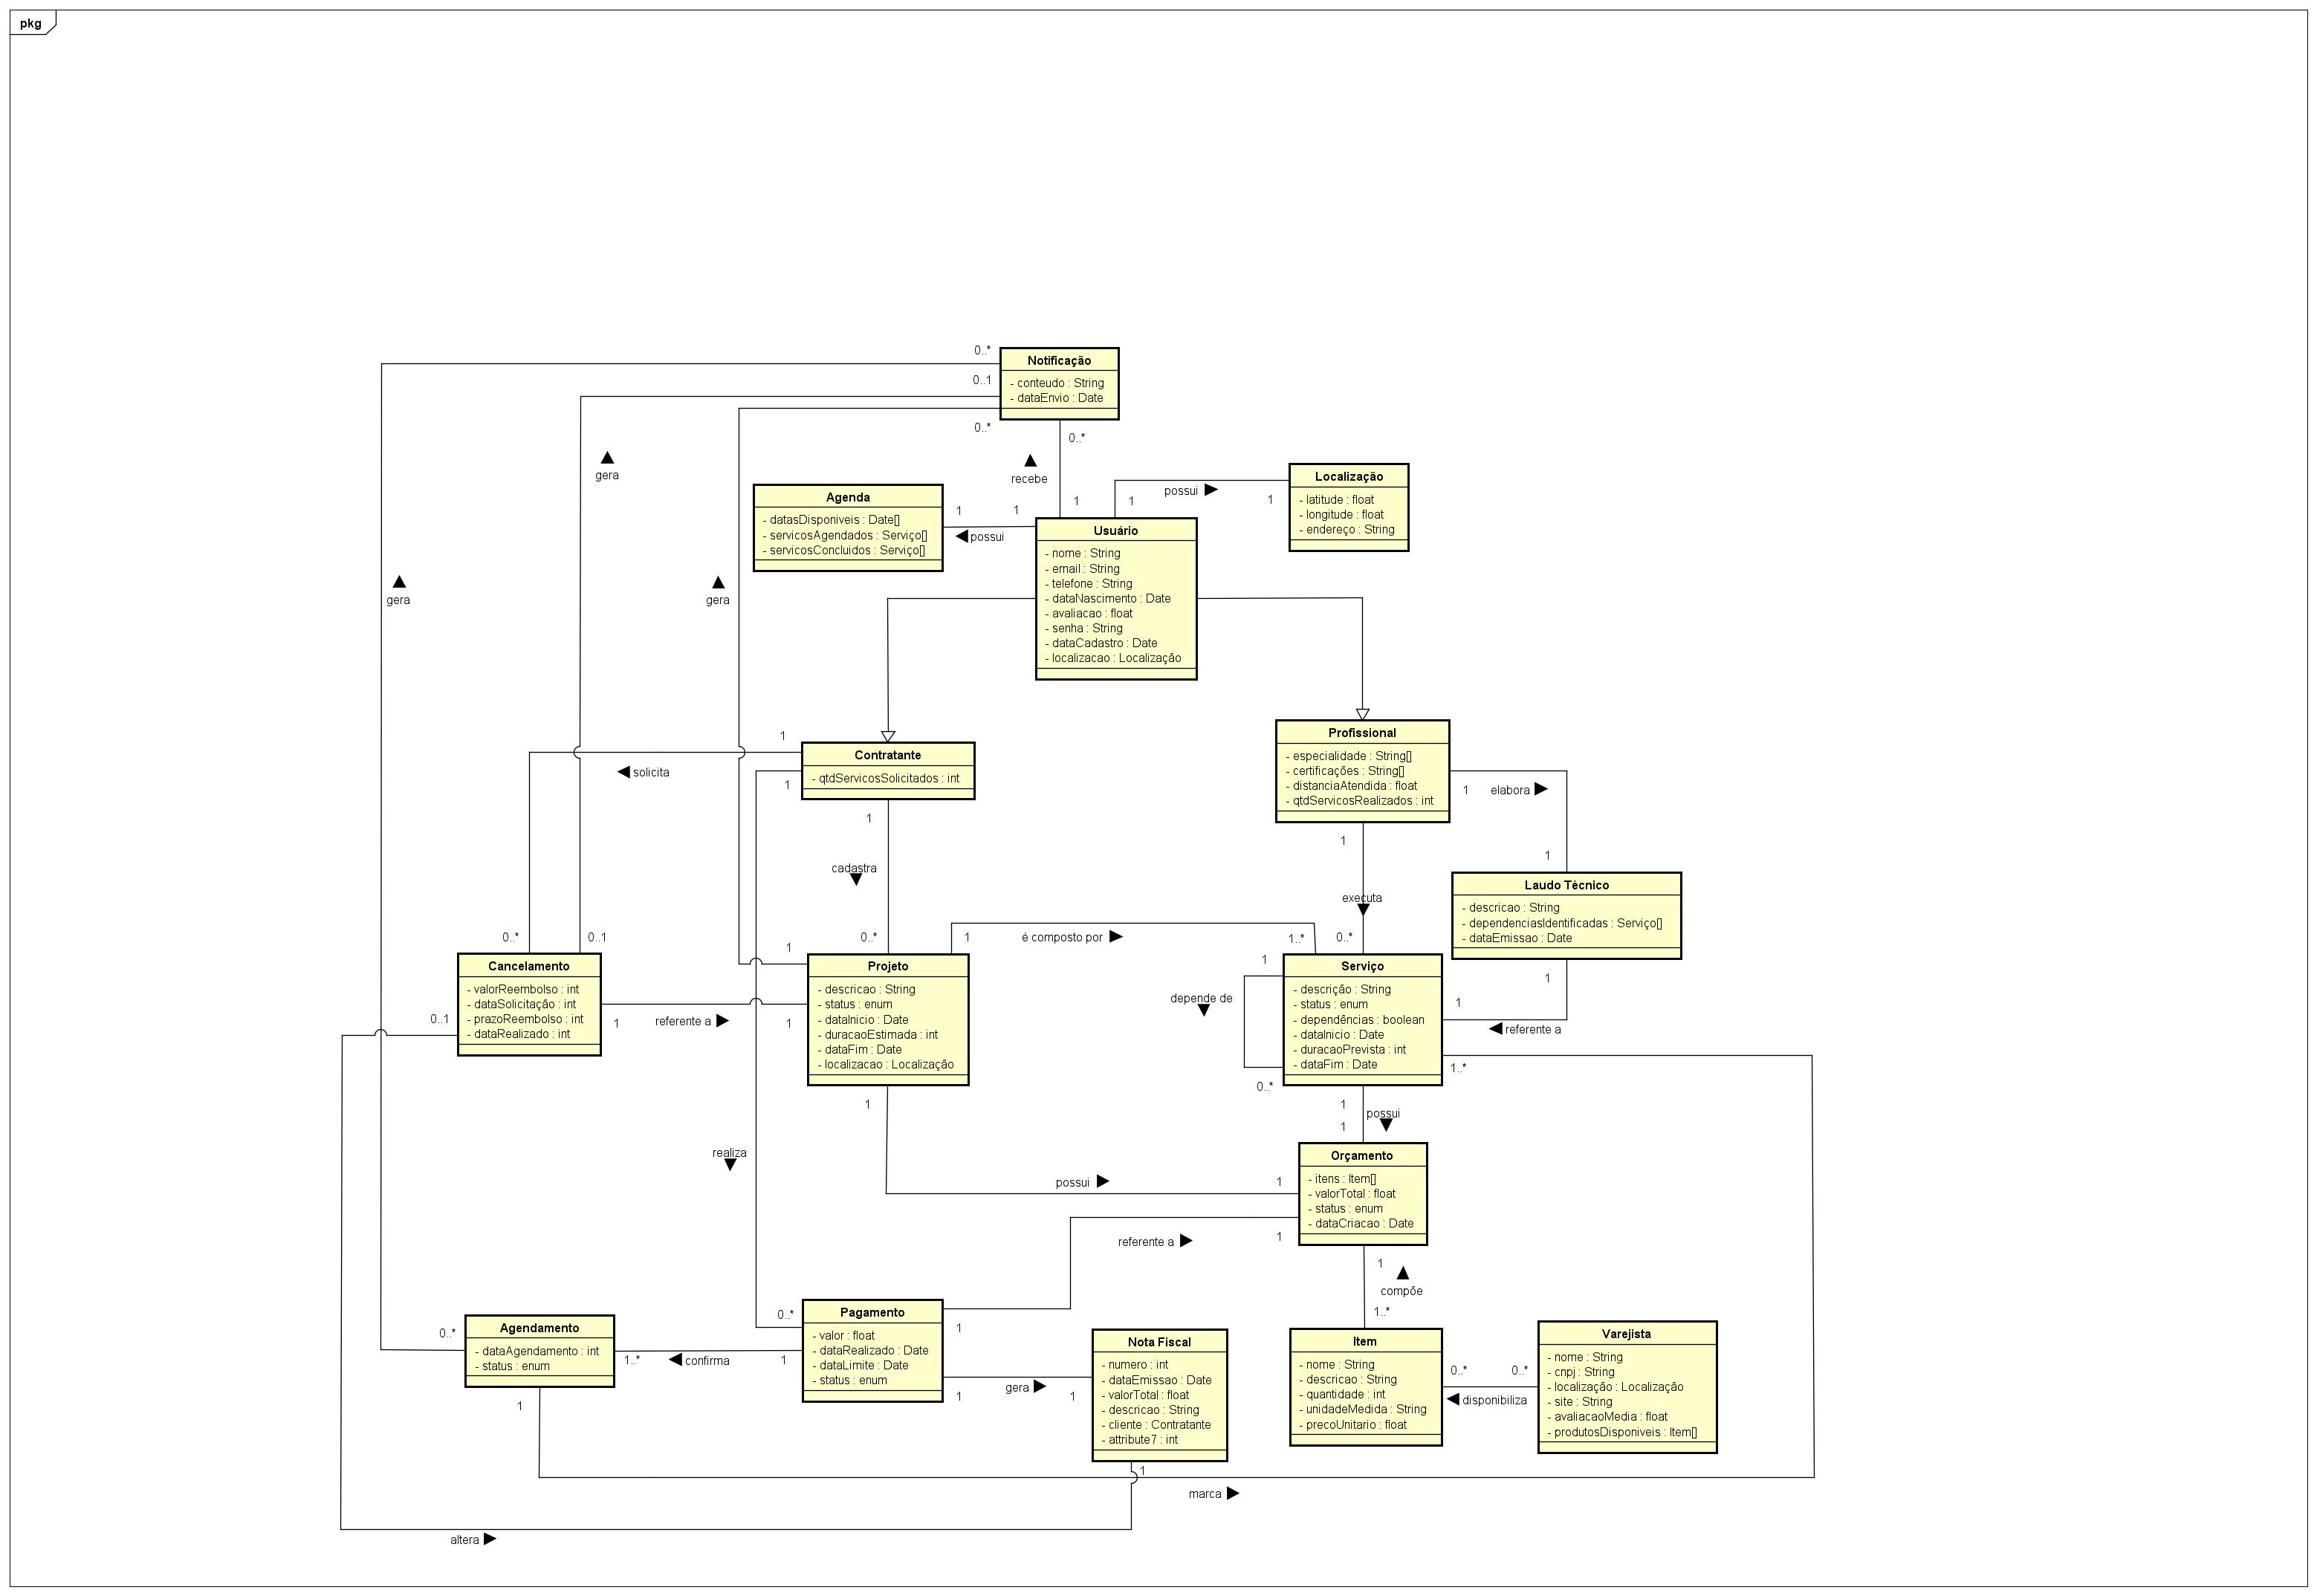 pkg
0..*
Notificação
- conteudo : String
- dataEnvio : Date
0..1
0..*
0..*
gera
recebe
1
Localização
- latitude : float
- longitude : float
- endereço : String
possui
1
1
Agenda
- datasDisponiveis : Date[]
- servicosAgendados : Serviço[]
- servicosConcluidos : Serviço[]
1
1
possui
Usuário
- nome : String
- email : String
- telefone : String
- dataNascimento : Date
- avaliacao : float
- senha : String
- dataCadastro : Date
- localizacao : Localização
gera
gera
1
Contratante
- qtdServicosSolicitados : int
solicita
1
1
Profissional
- especialidade : String[]
- certificações : String[]
- distanciaAtendida : float
- qtdServicosRealizados : int
1
elabora
1
1
cadastra
executa
Laudo Técnico
- descricao : String
- dependenciasIdentificadas : Serviço[]
- dataEmissao : Date
0..*
0..1
1
0..*
1
é composto por
1..*
0..*
Cancelamento
- valorReembolso : int
- dataSolicitação : int
- prazoReembolso : int
- dataRealizado : int
0..1
1
referente a
1
Projeto
- descricao : String
- status : enum
- dataInicio : Date
- duracaoEstimada : int
- dataFim : Date
- localizacao : Localização
1
depende de
0..*
Serviço
- descrição : String
- status : enum
- dependências : boolean
- dataInicio : Date
- duracaoPrevista : int
- dataFim : Date
1
1
referente a
1..*
1
1
possui
1
realiza
Orçamento
- itens : Item[]
- valorTotal : float
- status : enum
- dataCriacao : Date
possui
1
referente a
1
1
compõe
1..*
0..*
Agendamento
- dataAgendamento : int
- status : enum
1..*
confirma
1
0..*
Pagamento
- valor : float
- dataRealizado : Date
- dataLimite : Date
- status : enum
1
1
gera
1
Nota Fiscal
- numero : int
- dataEmissao : Date
- valorTotal : float
- descricao : String
- cliente : Contratante
- attribute7 : int
Item
- nome : String
- descricao : String
- quantidade : int
- unidadeMedida : String
- precoUnitario : float
0..*
0..*
disponibiliza
Varejista
- nome : String
- cnpj : String
- localização : Localização
- site : String
- avaliacaoMedia : float
- produtosDisponiveis : Item[]
1
1
marca
altera